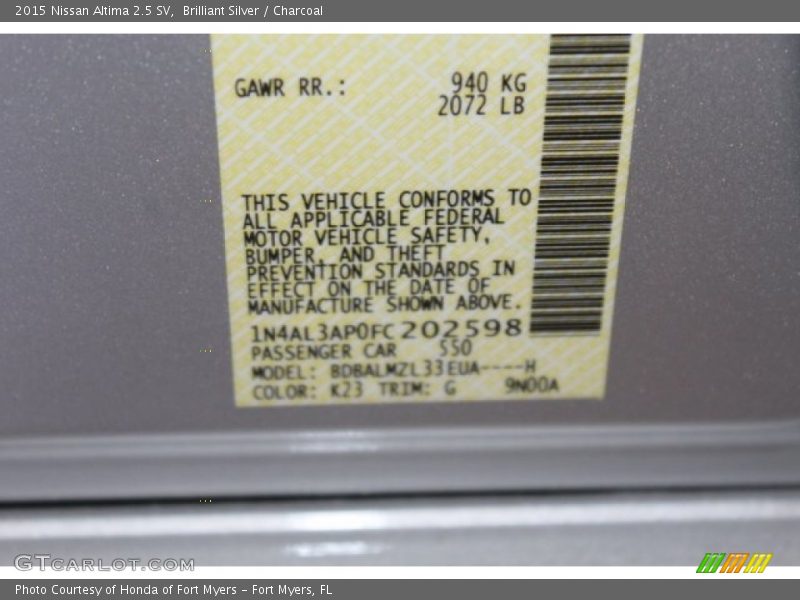 2015 Nissan Altima 2.5 SV, Brilliant Silver / Charcoal
GAWR RR.: 940 KG
2072 LB
THIS VEHICLE CONFORMS TO
ALL APPLICABLE FEDERAL
MOTOR VEHICLE SAFETY,
BUMPER, AND THEFT
PREVENTION STANDARDS IN
EFFECT ON THE DATE OF
MANUFACTURE SHOWN ABOVE.
1N4AL3AP0FC202598
PASSENGER CAR 550
MODEL: BDBALMZL33EUA----H
COLOR: K23 TRIM: G 9N00A
GTCARLOT.COM
Photo Courtesy of Honda of Fort Myers - Fort Myers, FL